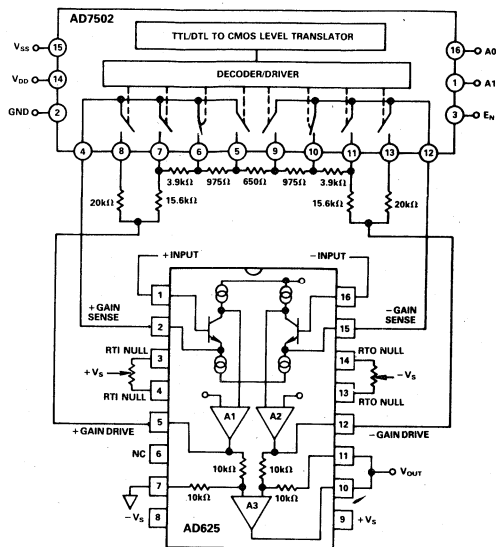 AD7502
TTL/DTL TO CMOS LEVEL TRANSLATOR
DECODER/DRIVER
VSS 15
VDD 14
GND 2
16 A0
1 A1
3 EN
4 8 7 6 5 9 10 11 13 12
3.9kΩ 975Ω 650Ω 975Ω 3.9kΩ
20kΩ 15.6kΩ 15.6kΩ 20kΩ
+INPUT
−INPUT
1
16
+GAIN SENSE
−GAIN SENSE
2
15
RTI NULL
3
14
RTO NULL
+VS
−VS
4
13
RTI NULL
RTO NULL
A1 A2
5
12
+GAIN DRIVE
−GAIN DRIVE
NC 6
11
10kΩ 10kΩ
7
10
VOUT
10kΩ 10kΩ
A3
−VS 8
9 +VS
AD625